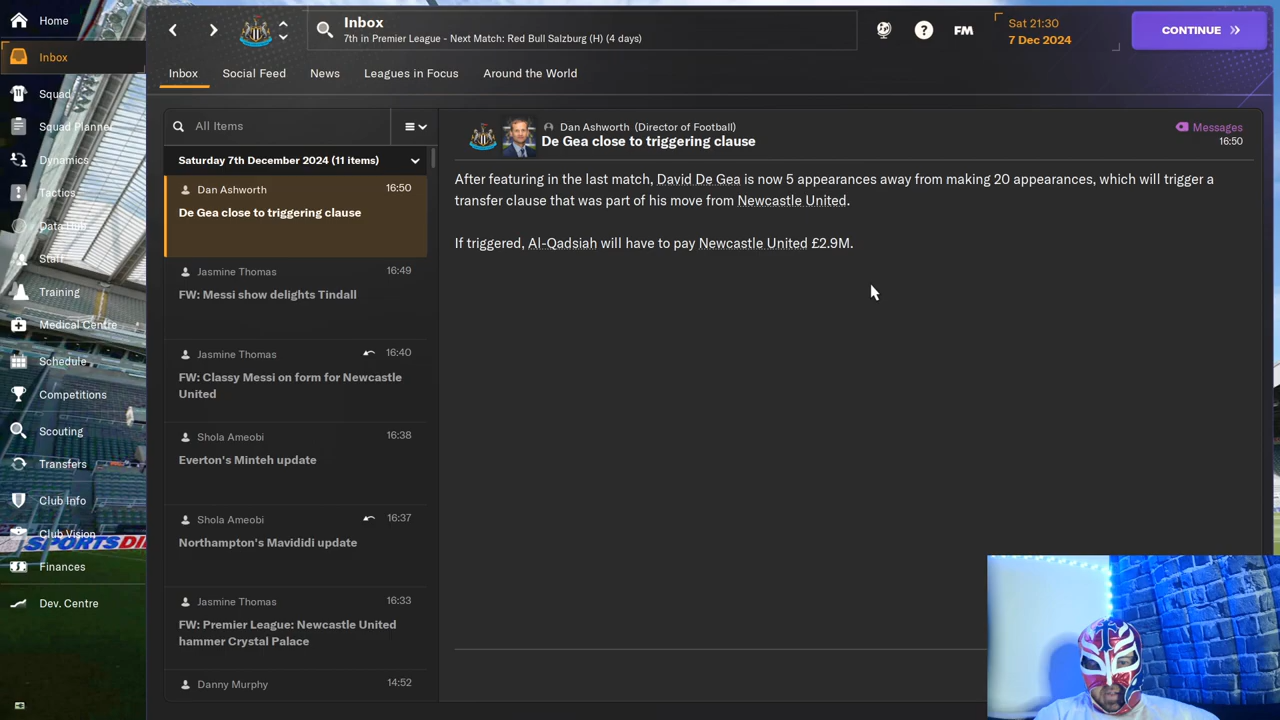 Home
Inbox
Squad
Squad Planner
Dynamics
Tactics
Data Hub
Staff
Training
Medical Centre
Schedule
Competitions
Scouting
Transfers
Club Info
Club Vision
SPORTS DI
Finances
Dev. Centre
Inbox
7th in Premier League - Next Match: Red Bull Salzburg (H) (4 days)
?
FM
Sat 21:30
7 Dec 2024
CONTINUE
Inbox
Social Feed
News
Leagues in Focus
Around the World
All Items
Saturday 7th December 2024 (11 items)
Dan Ashworth 16:50
De Gea close to triggering clause
Jasmine Thomas 16:49
FW: Messi show delights Tindall
Jasmine Thomas 16:40
FW: Classy Messi on form for Newcastle
United
Shola Ameobi 16:38
Everton's Minteh update
Shola Ameobi 16:37
Northampton's Mavididi update
Jasmine Thomas 16:33
FW: Premier League: Newcastle United
hammer Crystal Palace
Danny Murphy 14:52
Dan Ashworth (Director of Football)
De Gea close to triggering clause
Messages
16:50
After featuring in the last match, David De Gea is now 5 appearances away from making 20 appearances, which will trigger a
transfer clause that was part of his move from Newcastle United.
If triggered, Al-Qadsiah will have to pay Newcastle United £2.9M.